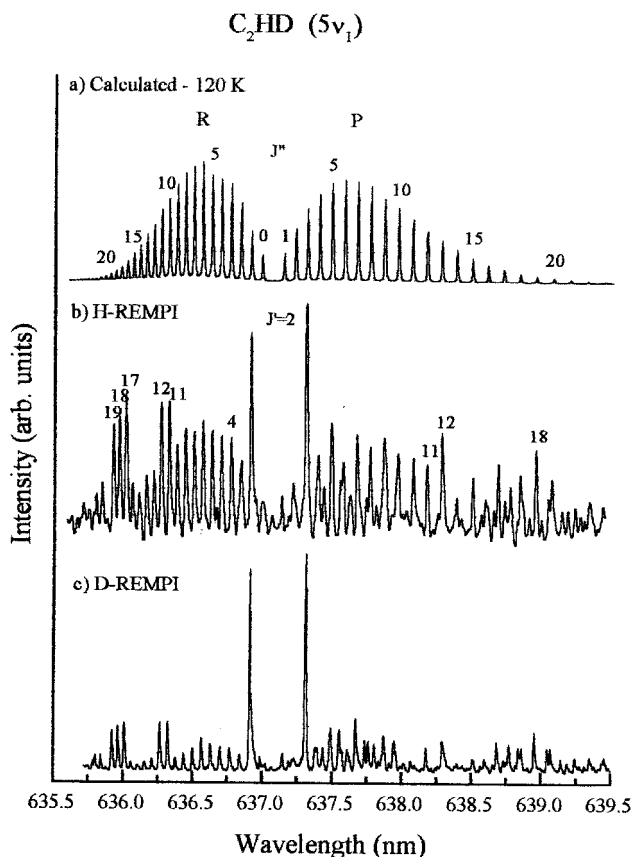 C₂HD (5ν₁)
a) Calculated - 120 K
R
P
J"
5
5
10
10
15
15
20
0
1
20
b) H-REMPI
J'=2
17
18
19
12
11
4
12
11
18
c) D-REMPI
Intensity (arb. units)
635.5 636.0 636.5 637.0 637.5 638.0 638.5 639.0 639.5
Wavelength (nm)